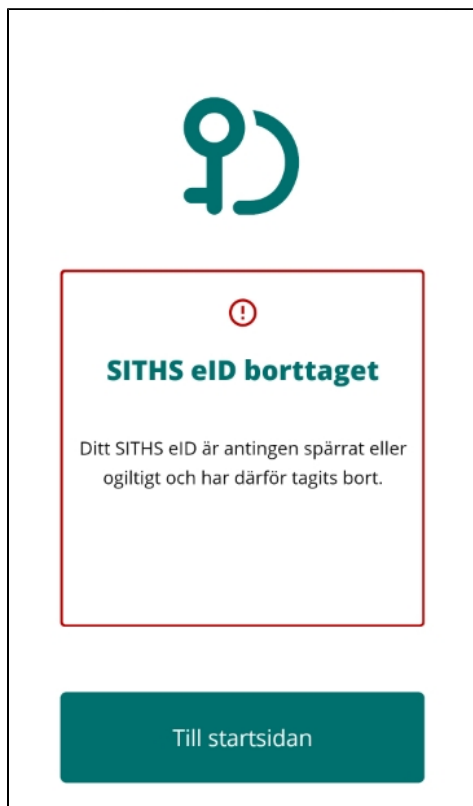 SITHS eID borttaget
Ditt SITHS eID är antingen spärrat eller
ogiltigt och har därför tagits bort.
Till startsidan